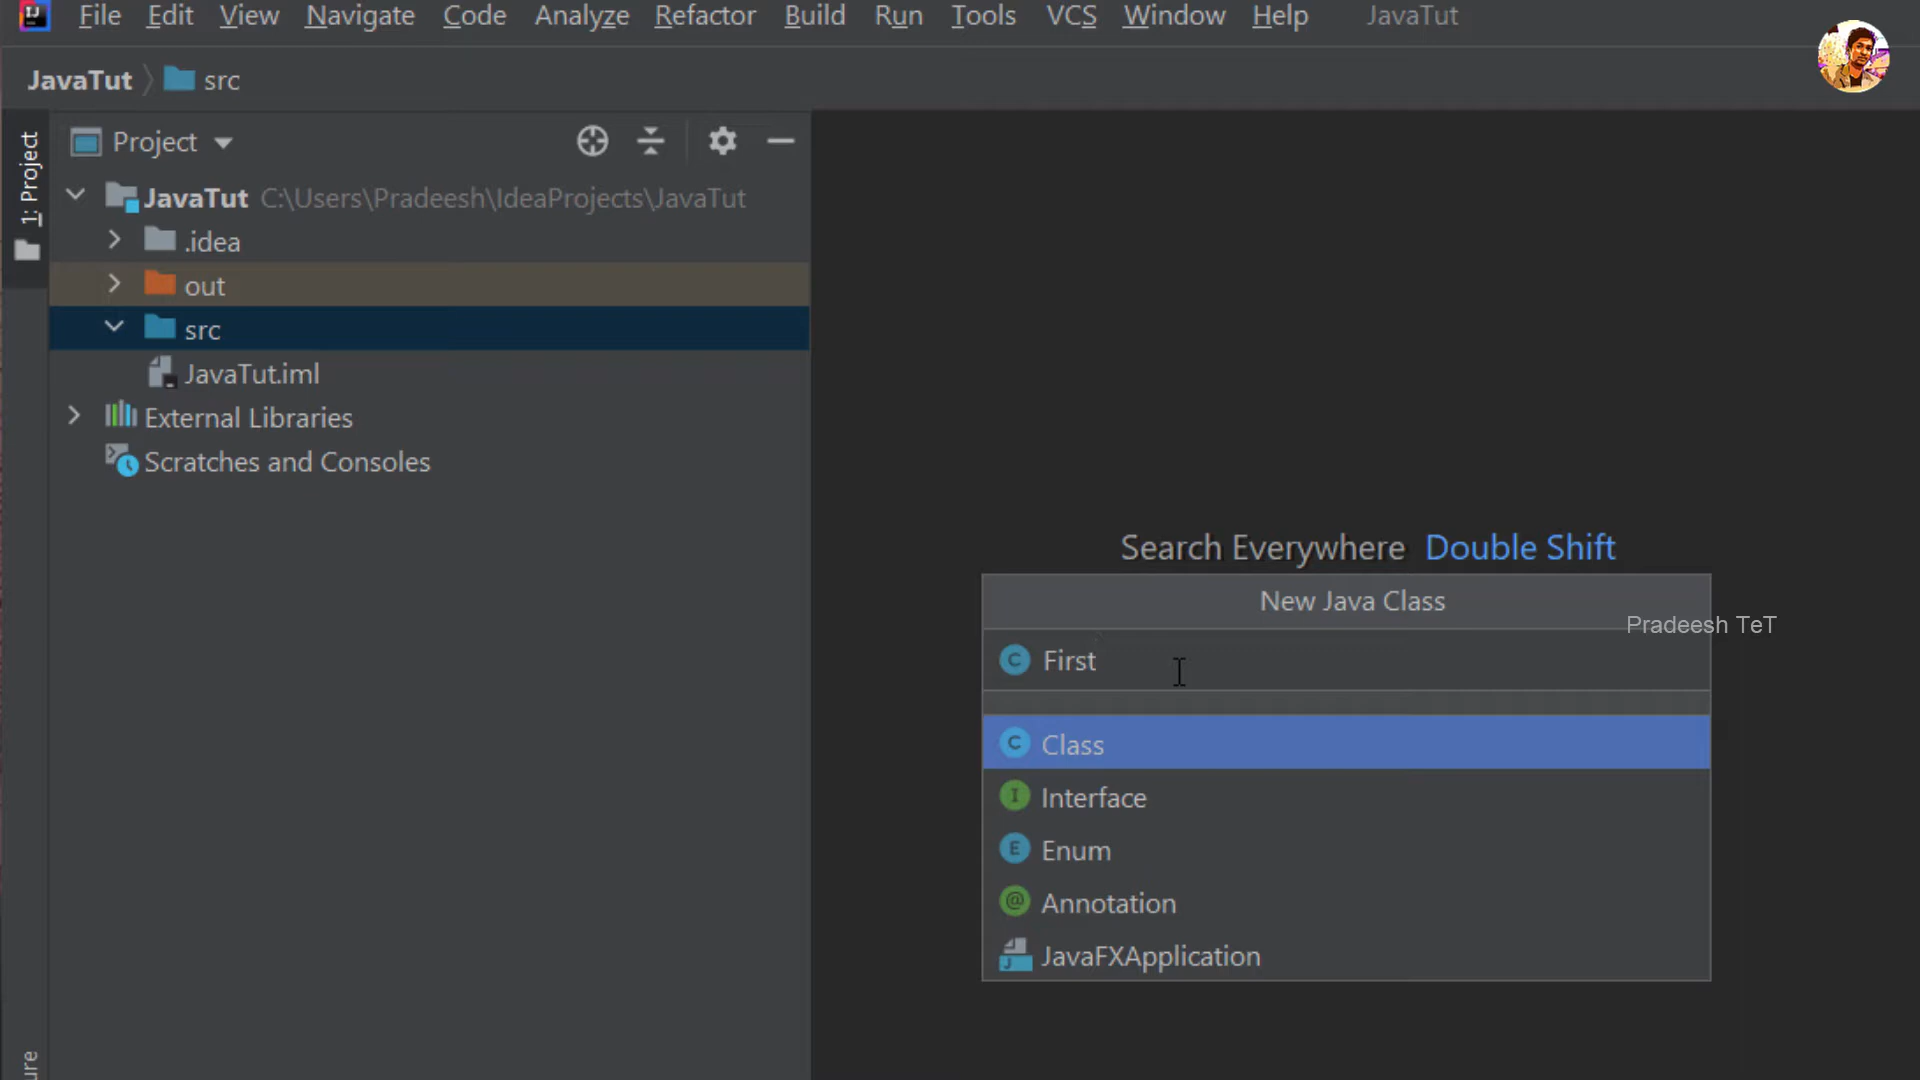 File Edit View Navigate Code Analyze Refactor Build Run Tools VCS Window Help JavaTut
JavaTut src
1: Project
Project
JavaTut C:\Users\Pradeesh\IdeaProjects\JavaTut
.idea
out
src
JavaTut.iml
External Libraries
Scratches and Consoles
Search Everywhere Double Shift
New Java Class
Pradeesh TeT
First
Class
Interface
Enum
Annotation
JavaFXApplication